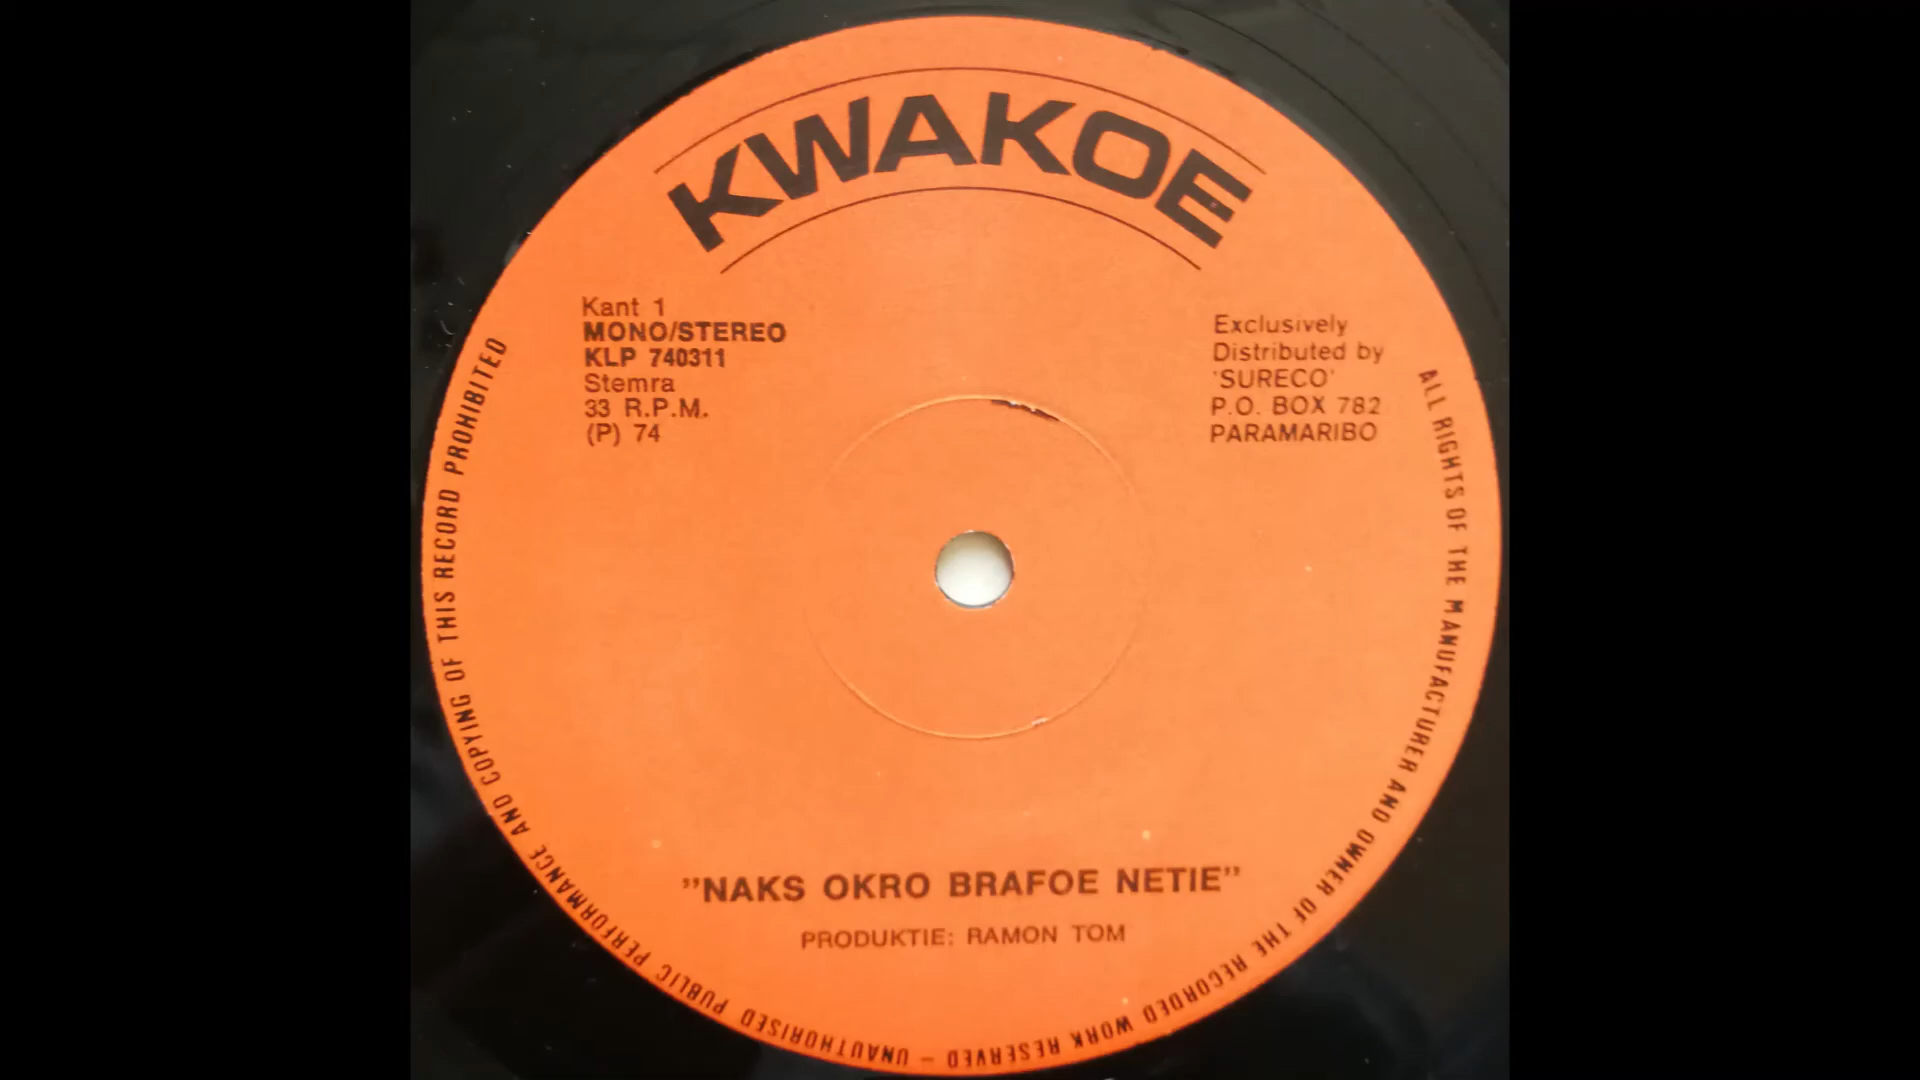 KWAKOE
Kant 1
MONO/STEREO
KLP 740311
Stemra
33 R.P.M.
(P) 74
Exclusively
Distributed by
'SURECO'
P.O. BOX 782
PARAMARIBO
"NAKS OKRO BRAFOE NETIE"
PRODUKTIE: RAMON TOM
ALL RIGHTS OF THE MANUFACTURER AND OWNER OF THE RECORDED WORK RESERVED – UNAUTHORISED PUBLIC PERFORMANCE AND COPYING OF THIS RECORD PROHIBITED